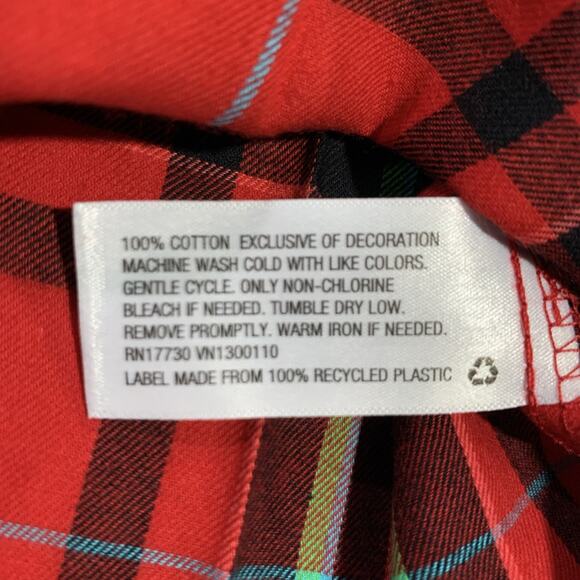 100% COTTON EXCLUSIVE OF DECORATION
MACHINE WASH COLD WITH LIKE COLORS.
GENTLE CYCLE. ONLY NON-CHLORINE
BLEACH IF NEEDED. TUMBLE DRY LOW.
REMOVE PROMPTLY. WARM IRON IF NEEDED.
RN17730 VN1300110
LABEL MADE FROM 100% RECYCLED PLASTIC